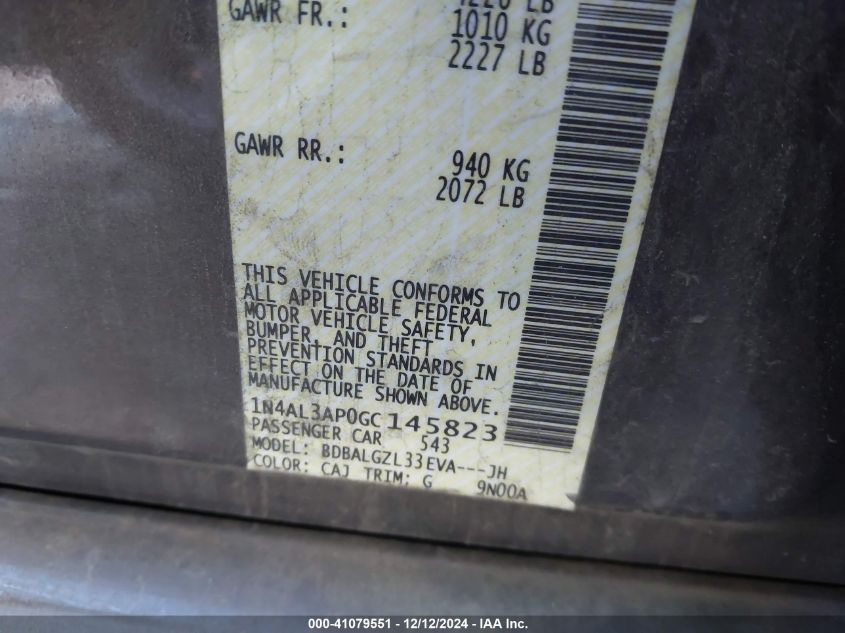 GAWR FR.: 1010 KG
2227 LB
GAWR RR.: 940 KG
2072 LB
THIS VEHICLE CONFORMS TO
ALL APPLICABLE FEDERAL
MOTOR VEHICLE SAFETY,
BUMPER, AND THEFT
PREVENTION STANDARDS IN
EFFECT ON THE DATE OF
MANUFACTURE SHOWN ABOVE.
1N4AL3AP0GC145823
PASSENGER CAR 543
MODEL: BDBALGZL33EVA---JH
COLOR: CAJ TRIM: G 9N00A
000-41079551 - 12/12/2024 - IAAI Inc.